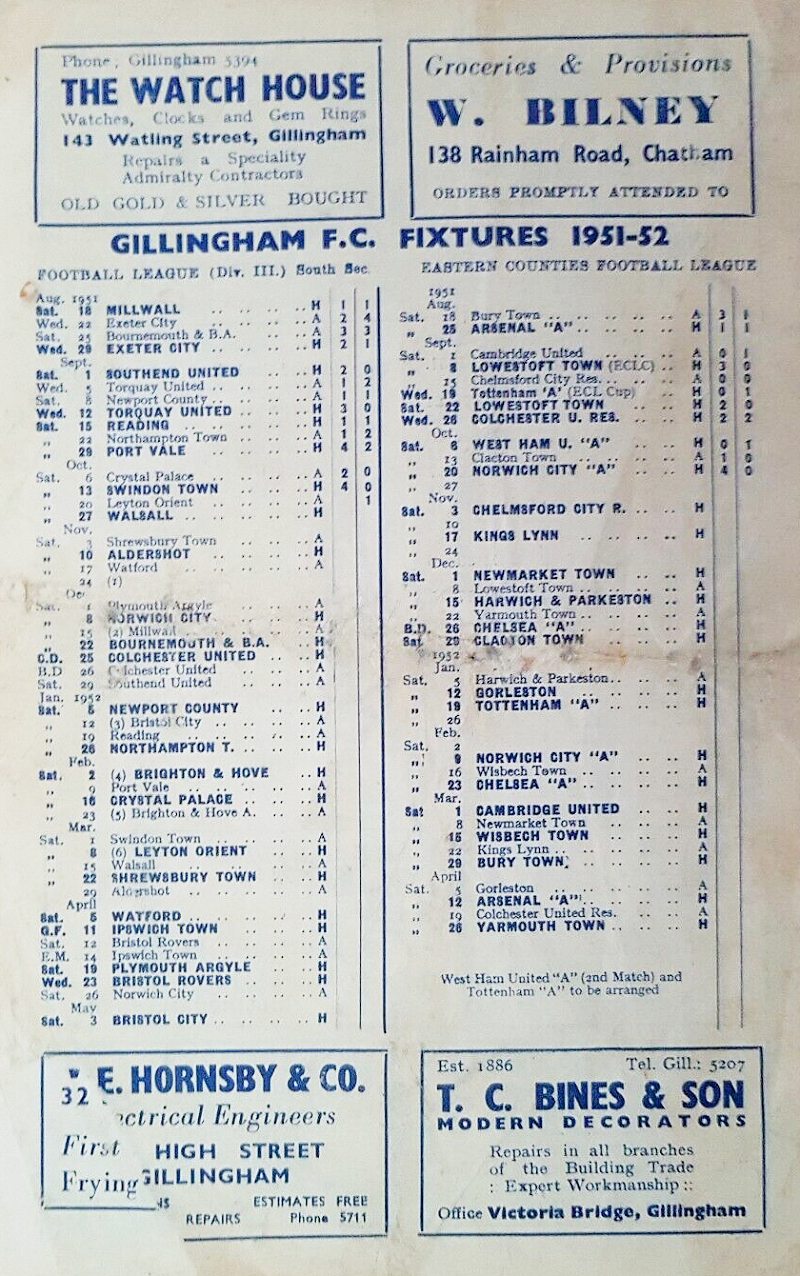 Phone, Gillingham 5394
THE WATCH HOUSE
Watches, Clocks and Gem Rings
143 Watling Street, Gillingham
Repairs a Speciality
Admiralty Contractors
OLD GOLD & SILVER BOUGHT
Groceries & Provisions
W. BILNEY
138 Rainham Road, Chatham
ORDERS PROMPTLY ATTENDED TO
GILLINGHAM F.C. FIXTURES 1951-52
FOOTBALL LEAGUE (Div. III.) South Sec.
Aug. 1951
Sat. 18 MILLWALL .. .. .. .. H 1 1
Wed. 22 Exeter City .. .. .. .. A 2 4
Sat. 25 Bournemouth & B.A. .. .. .. A 3 3
Wed. 29 EXETER CITY .. .. .. .. H 2 1
Sept.
Sat. 1 SOUTHEND UNITED .. .. .. H 2 0
Wed. 5 Torquay United .. .. .. .. A 1 2
Sat. 8 Newport County .. .. .. .. A 1 1
Wed. 12 TORQUAY UNITED .. .. .. H 3 0
Sat. 15 READING .. .. .. .. H 1 1
„ 22 Northampton Town .. .. .. A 1 2
„ 29 PORT VALE .. .. .. .. H 4 2
Oct.
Sat. 6 Crystal Palace .. .. .. .. A 2 0
„ 13 SWINDON TOWN .. .. .. H 4 0
„ 20 Leyton Orient .. .. .. .. A 1
„ 27 WALSALL .. .. .. .. H
Nov.
Sat. 3 Shrewsbury Town .. .. .. A
„ 10 ALDERSHOT .. .. .. .. H
„ 17 Watford .. .. .. .. A
24 (1)
Sat. 1 Plymouth Argyle .. .. .. A
„ 8 NORWICH CITY .. .. .. H
„ 15 (2) Millwall .. .. .. .. A
„ 22 BOURNEMOUTH & B.A. .. .. H
C.D. 25 COLCHESTER UNITED .. .. H
B.D 26 Colchester United .. .. .. A
Sat. 29 Southend United .. .. .. A
Jan. 1952
Sat. 5 NEWPORT COUNTY .. .. .. H
„ 12 (3) Bristol City .. .. .. .. A
„ 19 Reading .. .. .. .. A
„ 26 NORTHAMPTON T. .. .. .. H
Feb.
Sat. 2 (4) BRIGHTON & HOVE .. .. H
„ 9 Port Vale .. .. .. .. A
„ 16 CRYSTAL PALACE .. .. .. H
„ 23 (5) Brighton & Hove A. .. .. .. A
Mar.
Sat. 1 Swindon Town .. .. .. .. A
„ 8 (6) LEYTON ORIENT .. .. .. H
„ 15 Walsall .. .. .. .. A
„ 22 SHREWSBURY TOWN .. .. .. H
29 Aldershot .. .. .. .. A
April
Sat. 5 WATFORD .. .. .. .. H
G.F. 11 IPSWICH TOWN .. .. .. H
Sat. 12 Bristol Rovers .. .. .. .. A
E.M. 14 Ipswich Town .. .. .. .. A
Sat. 19 PLYMOUTH ARGYLE .. .. .. H
Wed. 23 BRISTOL ROVERS .. .. .. H
Sat. 26 Norwich City .. .. .. .. A
May
Sat. 3 BRISTOL CITY .. .. .. .. H
EASTERN COUNTIES FOOTBALL LEAGUE
1951
Aug.
Sat. 18 Bury Town .. .. .. .. A 3 1
„ 25 ARSENAL "A" .. .. .. H 1 1
Sept.
Sat. 1 Cambridge United .. .. .. A 0 1
„ 8 LOWESTOFT TOWN (ECLC) .. .. H 3 0
„ 15 Chelmsford City Res. .. .. .. A 0 0
Wed. 19 Tottenham 'A' (ECL Cup) .. .. H 0 1
Sat. 22 LOWESTOFT TOWN .. .. H 2 0
Wed. 26 COLCHESTER U. RES. .. .. H 2 2
Oct.
Sat. 6 WEST HAM U. "A" .. .. H 0 1
„ 13 Clacton Town .. .. .. A 1 0
„ 20 NORWICH CITY "A" .. .. H 4 0
„ 27
Nov.
Sat. 3 CHELMSFORD CITY R. .. .. H
„ 10
„ 17 KINGS LYNN .. .. .. H
„ 24
Dec.
Sat. 1 NEWMARKET TOWN .. .. H
„ 8 Lowestoft Town .. .. .. A
„ 15 HARWICH & PARKESTON .. .. H
„ 22 Yarmouth Town .. .. .. A
B.D. 26 CHELSEA "A" .. .. .. H
Sat 29 CLACTON TOWN .. .. H
1952
Jan.
Sat. 5 Harwich & Parkeston .. .. .. A
„ 12 GORLESTON .. .. .. H
„ 19 TOTTENHAM "A" .. .. .. H
„ 26
Feb.
Sat. 2
„ 9 NORWICH CITY "A" .. .. H
„ 16 Wisbech Town .. .. .. A
„ 23 CHELSEA "A" .. .. .. H
Mar.
Sat 1 CAMBRIDGE UNITED .. .. H
„ 8 Newmarket Town .. .. .. A
„ 15 WISBECH TOWN .. .. H
„ 22 Kings Lynn .. .. .. .. A
„ 29 BURY TOWN .. .. .. H
April
Sat. 5 Gorleston .. .. .. .. A
„ 12 ARSENAL "A" .. .. .. H
„ 19 Colchester United Res. .. .. A
„ 26 YARMOUTH TOWN .. .. .. H
West Ham United "A" (2nd Match) and
Tottenham "A" to be arranged
E. HORNSBY & CO.
32
ctrical Engineers
First HIGH STREET
Frying GILLINGHAM
ESTIMATES FREE
REPAIRS Phone 5711
Est. 1886 Tel. Gill.: 5207
T. C. BINES & SON
MODERN DECORATORS
Repairs in all branches
of the Building Trade
: Expert Workmanship ::
Office Victoria Bridge, Gillingham